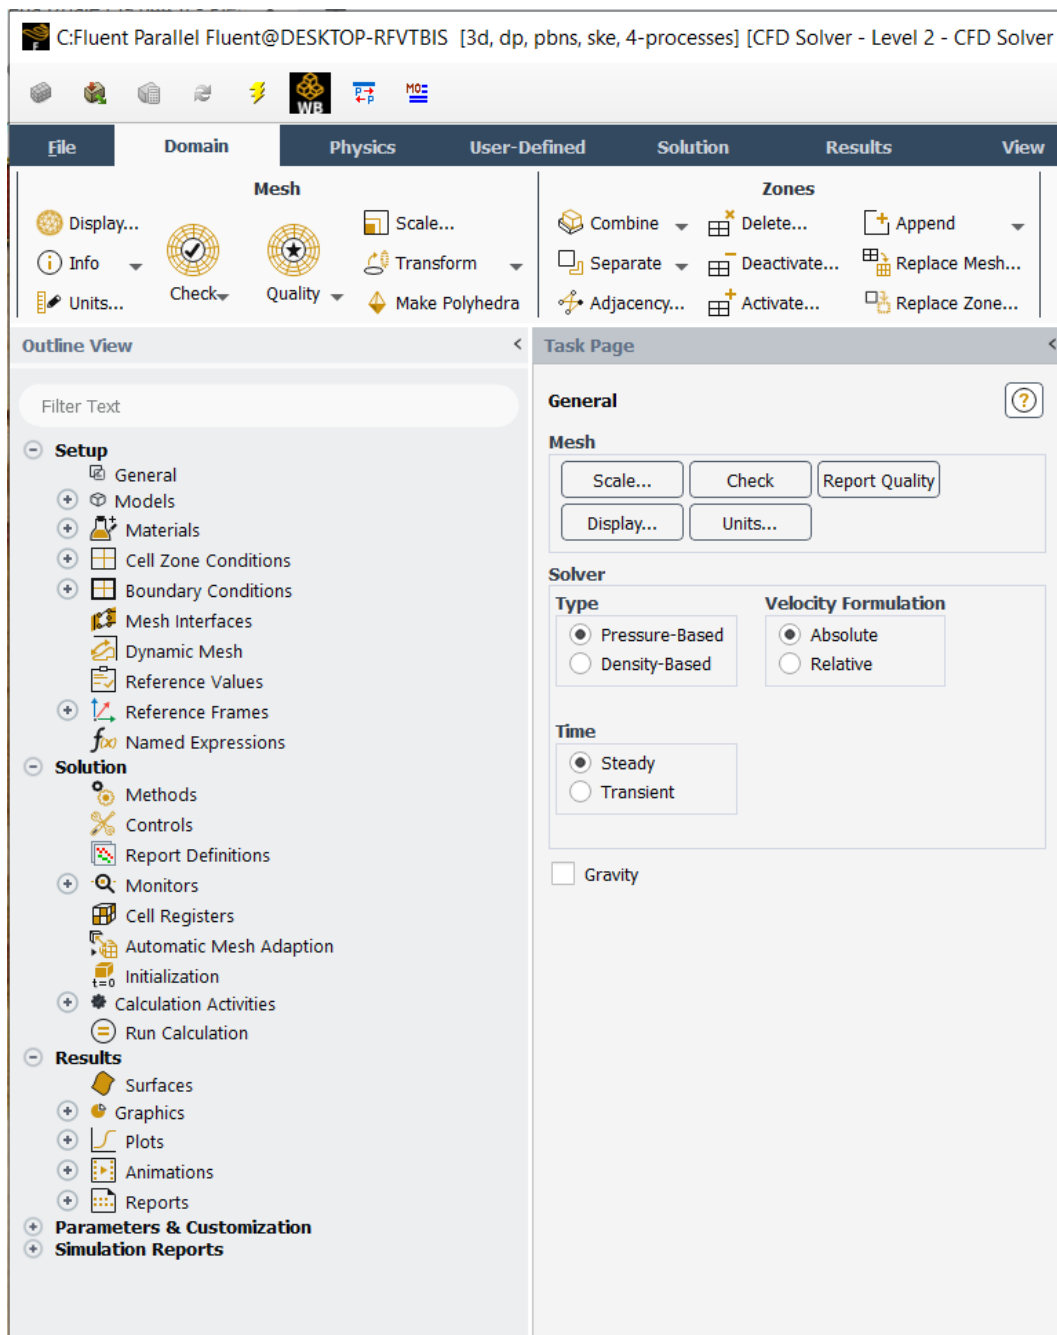 C:Fluent Parallel Fluent@DESKTOP-RFVTBIS [3d, dp, pbns, ske, 4-processes] [CFD Solver - Level 2 - CFD Solver
WB
MO
File Domain Physics User-Defined Solution Results View
Mesh
Display...
Info
Units...
Check
Quality
Scale...
Transform
Make Polyhedra
Zones
Combine
Separate
Adjacency...
Delete...
Deactivate...
Activate...
Append
Replace Mesh...
Replace Zone...
Outline View
Filter Text
Setup
General
Models
Materials
Cell Zone Conditions
Boundary Conditions
Mesh Interfaces
Dynamic Mesh
Reference Values
Reference Frames
f(x) Named Expressions
Solution
Methods
Controls
Report Definitions
Monitors
Cell Registers
Automatic Mesh Adaption
t=0 Initialization
Calculation Activities
Run Calculation
Results
Surfaces
Graphics
Plots
Animations
Reports
Parameters & Customization
Simulation Reports
Task Page
General
Mesh
Scale... Check Report Quality
Display... Units...
Solver
Type
Pressure-Based
Density-Based
Velocity Formulation
Absolute
Relative
Time
Steady
Transient
Gravity